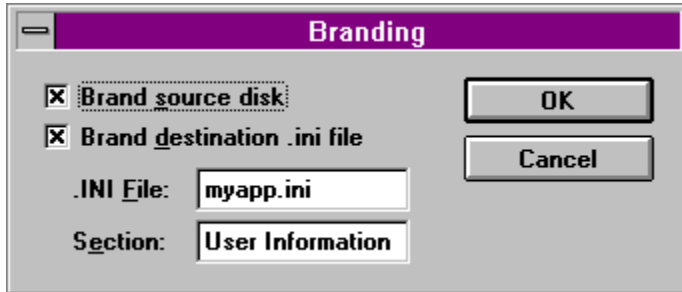 Branding
Brand source disk
OK
Brand destination .ini file
Cancel
.INI File: myapp.ini
Section: User Information